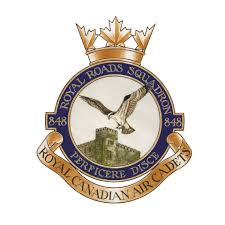 ROYAL ROADS SQUADRON
848 848
PERFICERE DISCE
ROYAL CANADIAN AIR CADETS